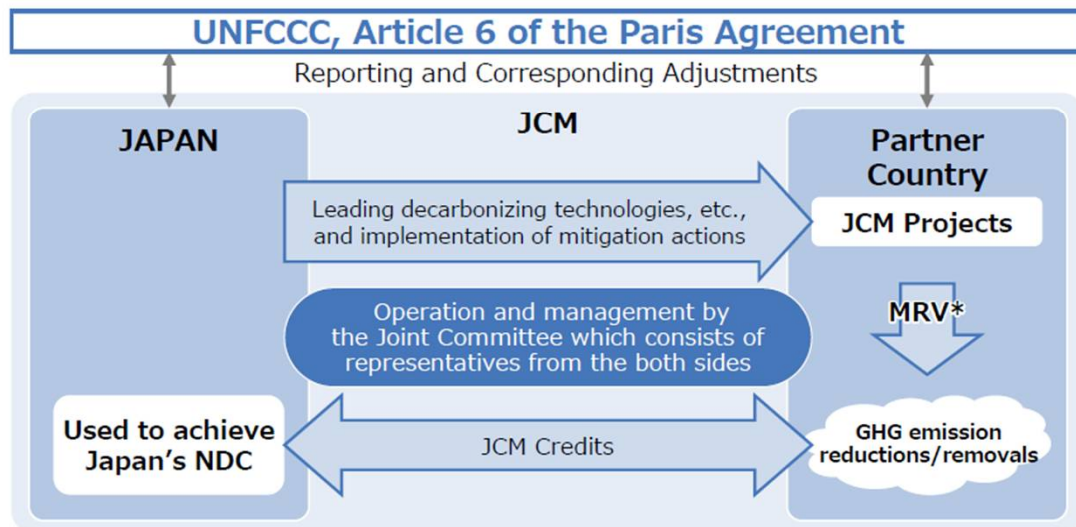 UNFCCC, Article 6 of the Paris Agreement
Reporting and Corresponding Adjustments
JAPAN
JCM
Partner
Country
Leading decarbonizing technologies, etc.,
and implementation of mitigation actions
JCM Projects
Operation and management by
the Joint Committee which consists of
representatives from the both sides
MRV*
Used to achieve
Japan's NDC
JCM Credits
GHG emission
reductions/removals